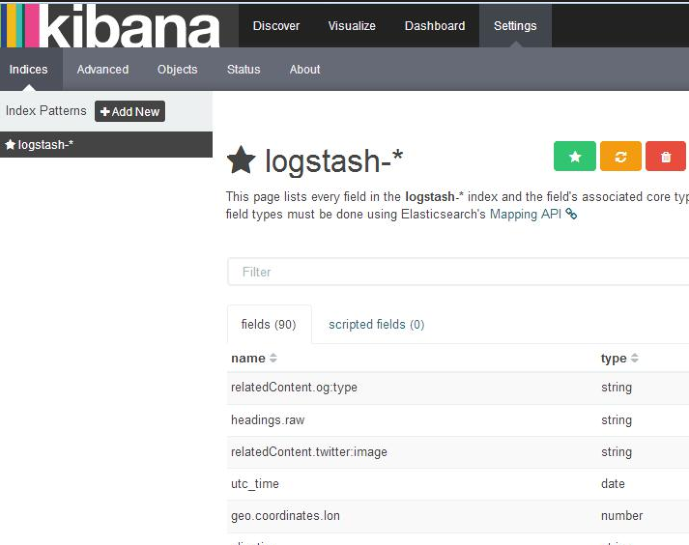 kibana
Discover Visualize Dashboard Settings
Indices Advanced Objects Status About
Index Patterns Add New
logstash-*
logstash-*
This page lists every field in the logstash-* index and the field's associated core
field types must be done using Elasticsearch's Mapping API
Filter
fields (90) scripted fields (0)
name type
relatedContent.og:type string
headings.raw string
relatedContent.twitter:image string
utc_time date
geo.coordinates.lon number